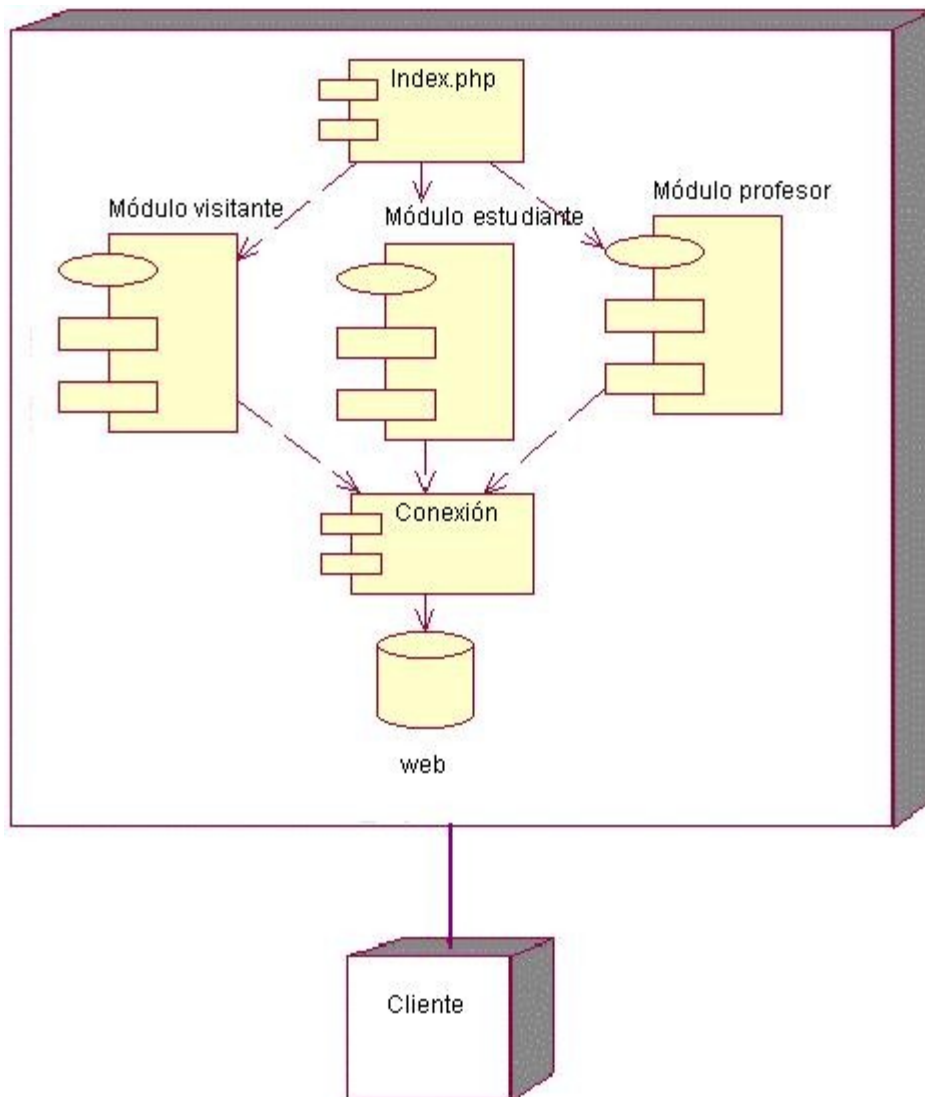 Index.php
Módulo visitante
Módulo estudiante
Módulo profesor
Conexión
web
Cliente